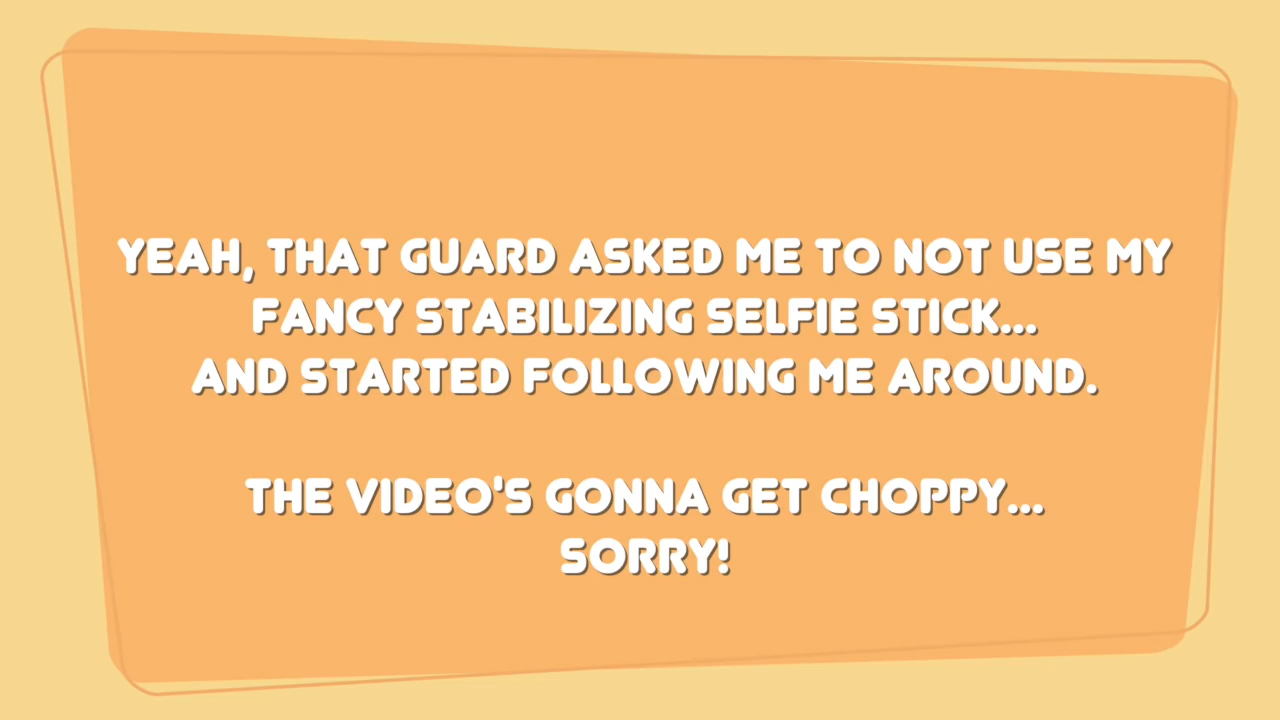 YEAH, THAT GUARD ASKED ME TO NOT USE MY
FANCY STABILIZING SELFIE STICK...
AND STARTED FOLLOWING ME AROUND.
THE VIDEO'S GONNA GET CHOPPY...
SORRY!